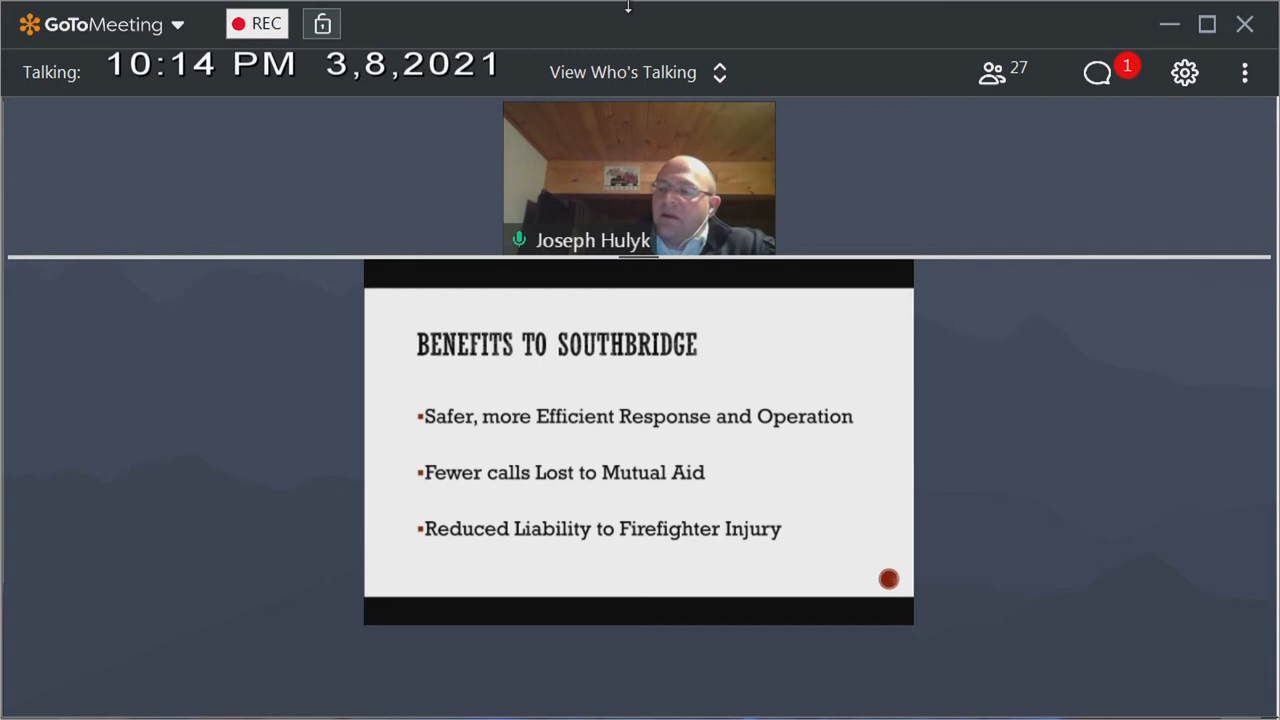 GoToMeeting
REC
Talking:
10:14 PM 3,8,2021
View Who's Talking
27
1
Joseph Hulyk
BENEFITS TO SOUTHBRIDGE
▪Safer, more Efficient Response and Operation
▪Fewer calls Lost to Mutual Aid
▪Reduced Liability to Firefighter Injury